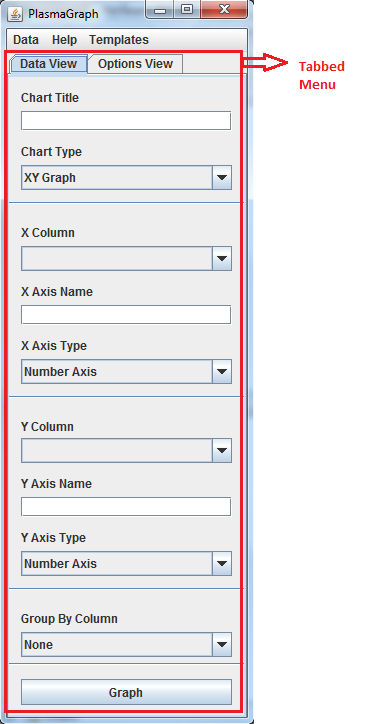 PlasmaGraph
Data Help Templates
Data View Options View
Tabbed
Menu
Chart Title
Chart Type
XY Graph
X Column
X Axis Name
X Axis Type
Number Axis
Y Column
Y Axis Name
Y Axis Type
Number Axis
Group By Column
None
Graph